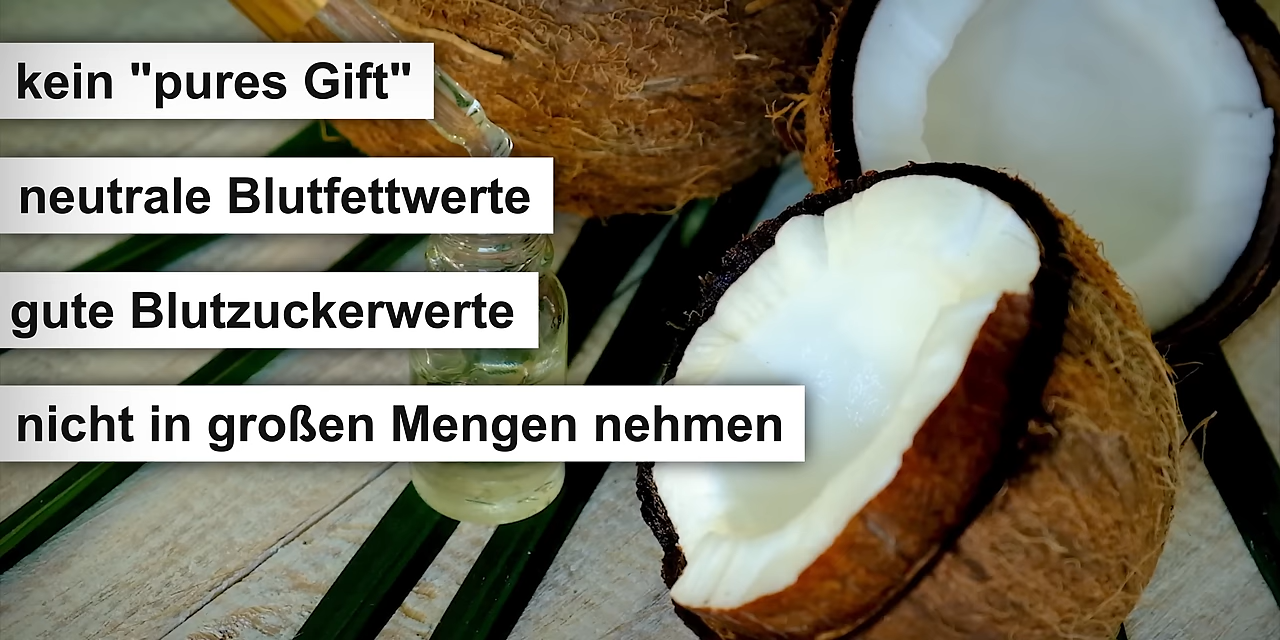 kein "pures Gift"
neutrale Blutfettwerte
gute Blutzuckerwerte
nicht in großen Mengen nehmen